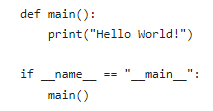 def main():
    print("Hello World!")

if __name__ == "__main__":
    main()